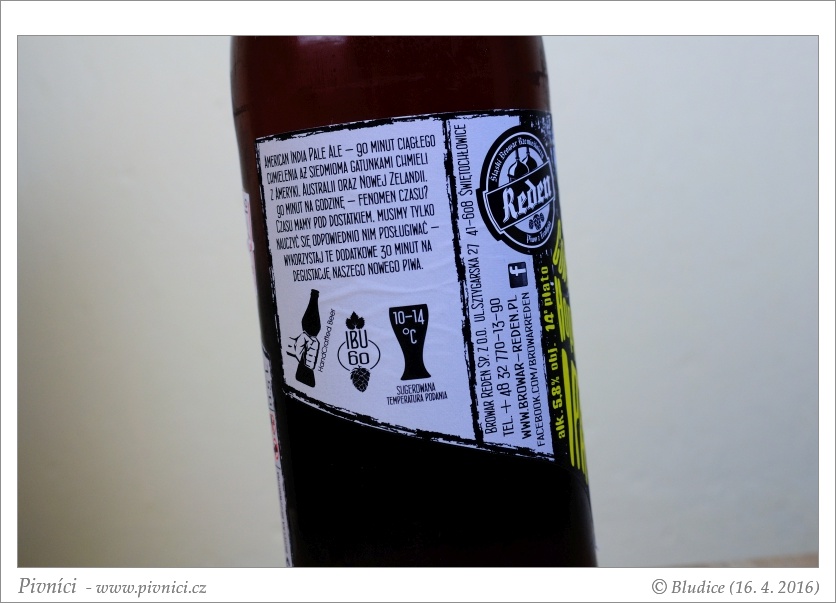 American India Pale Ale – 90 minut ciągłego
chmielenia aż siedmioma gatunkami chmieli
z Ameryki, Australii oraz Nowej Zelandii.
90 minut na godzinę – fenomen czasu?
Czasu mamy pod dostatkiem. Musimy tylko
nauczyć się odpowiednio nim posługiwać –
wykorzystaj te dodatkowe 30 minut na
degustację naszego nowego piwa.
HandCrafted Beer
IBU
60
10-14
°C
SUGEROWANA
TEMPERATURA PODANIA
Browar Reden Sp. z o.o. ul.Sztygarska 27 41-608 Świętochłowice
TEL. + 48 32 770-13-90
www.browar-reden.pl
facebook.com/browarreden
f
Śląski Browar Rzemieślniczy
Reden
alk. 5,8% obj. 14° plato
Pivníci - www.pivnici.cz
© Bludice (16. 4. 2016)